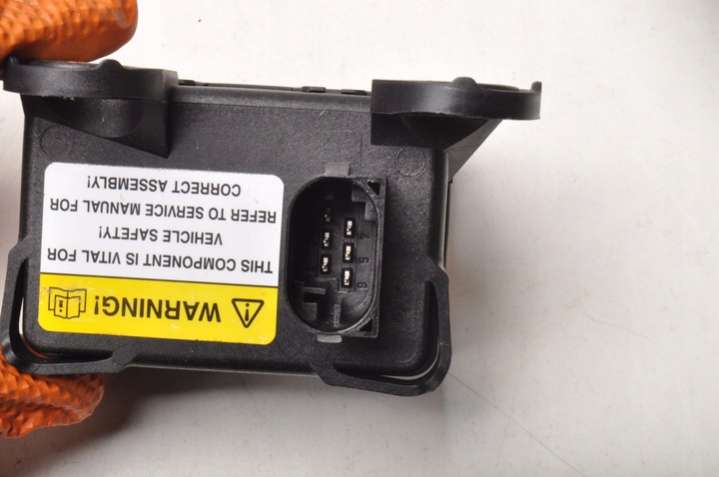 WARNING!
THIS COMPONENT IS VITAL FOR
VEHICLE SAFETY!
REFER TO SERVICE MANUAL FOR
CORRECT ASSEMBLY!